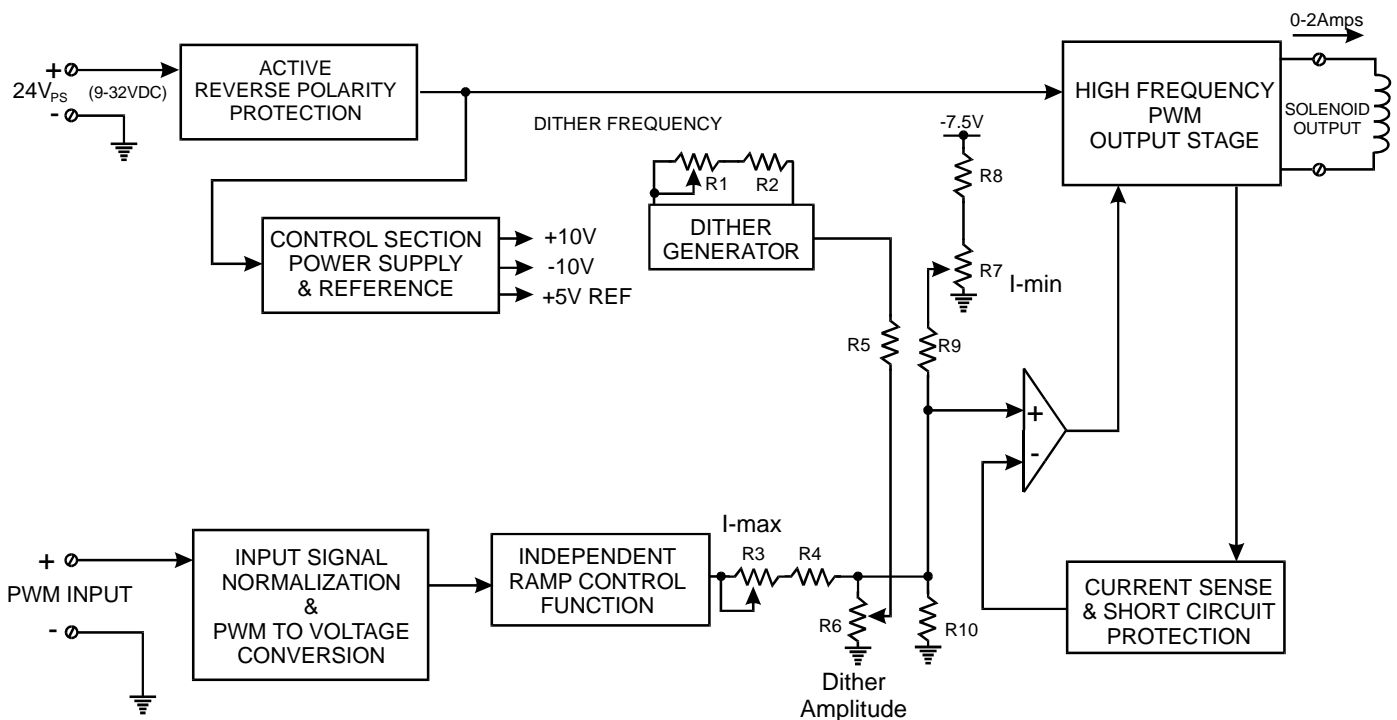 0-2Amps
+
24VPS
(9-32VDC)
-
ACTIVE
REVERSE POLARITY
PROTECTION
HIGH FREQUENCY
PWM
OUTPUT STAGE
SOLENOID
OUTPUT
DITHER FREQUENCY
-7.5V
R1
R2
R8
DITHER
GENERATOR
CONTROL SECTION
POWER SUPPLY
& REFERENCE
+10V
-10V
+5V REF
R7
I-min
R5
R9
+
-
I-max
+
PWM INPUT
-
INPUT SIGNAL
NORMALIZATION
&
PWM TO VOLTAGE
CONVERSION
INDEPENDENT
RAMP CONTROL
FUNCTION
R3
R4
R6
R10
CURRENT SENSE
& SHORT CIRCUIT
PROTECTION
Dither
Amplitude